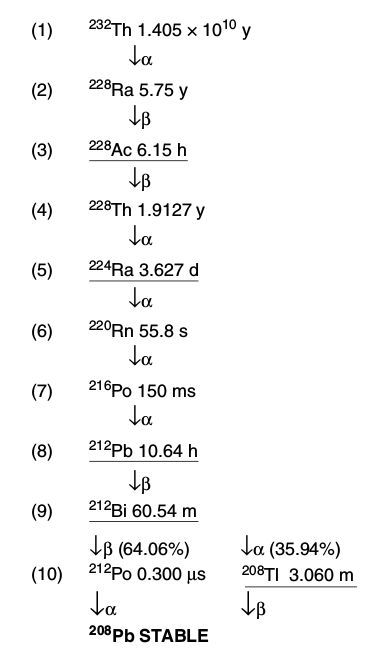 (1) ²³²Th 1.405 × 10¹⁰ y
↓α
(2) ²²⁸Ra 5.75 y
↓β
(3) ²²⁸Ac 6.15 h
↓β
(4) ²²⁸Th 1.9127 y
↓α
(5) ²²⁴Ra 3.627 d
↓α
(6) ²²⁰Rn 55.8 s
↓α
(7) ²¹⁶Po 150 ms
↓α
(8) ²¹²Pb 10.64 h
↓β
(9) ²¹²Bi 60.54 m
↓β (64.06%) ↓α (35.94%)
(10) ²¹²Po 0.300 μs ²⁰⁸Tl 3.060 m
↓α ↓β
²⁰⁸Pb STABLE